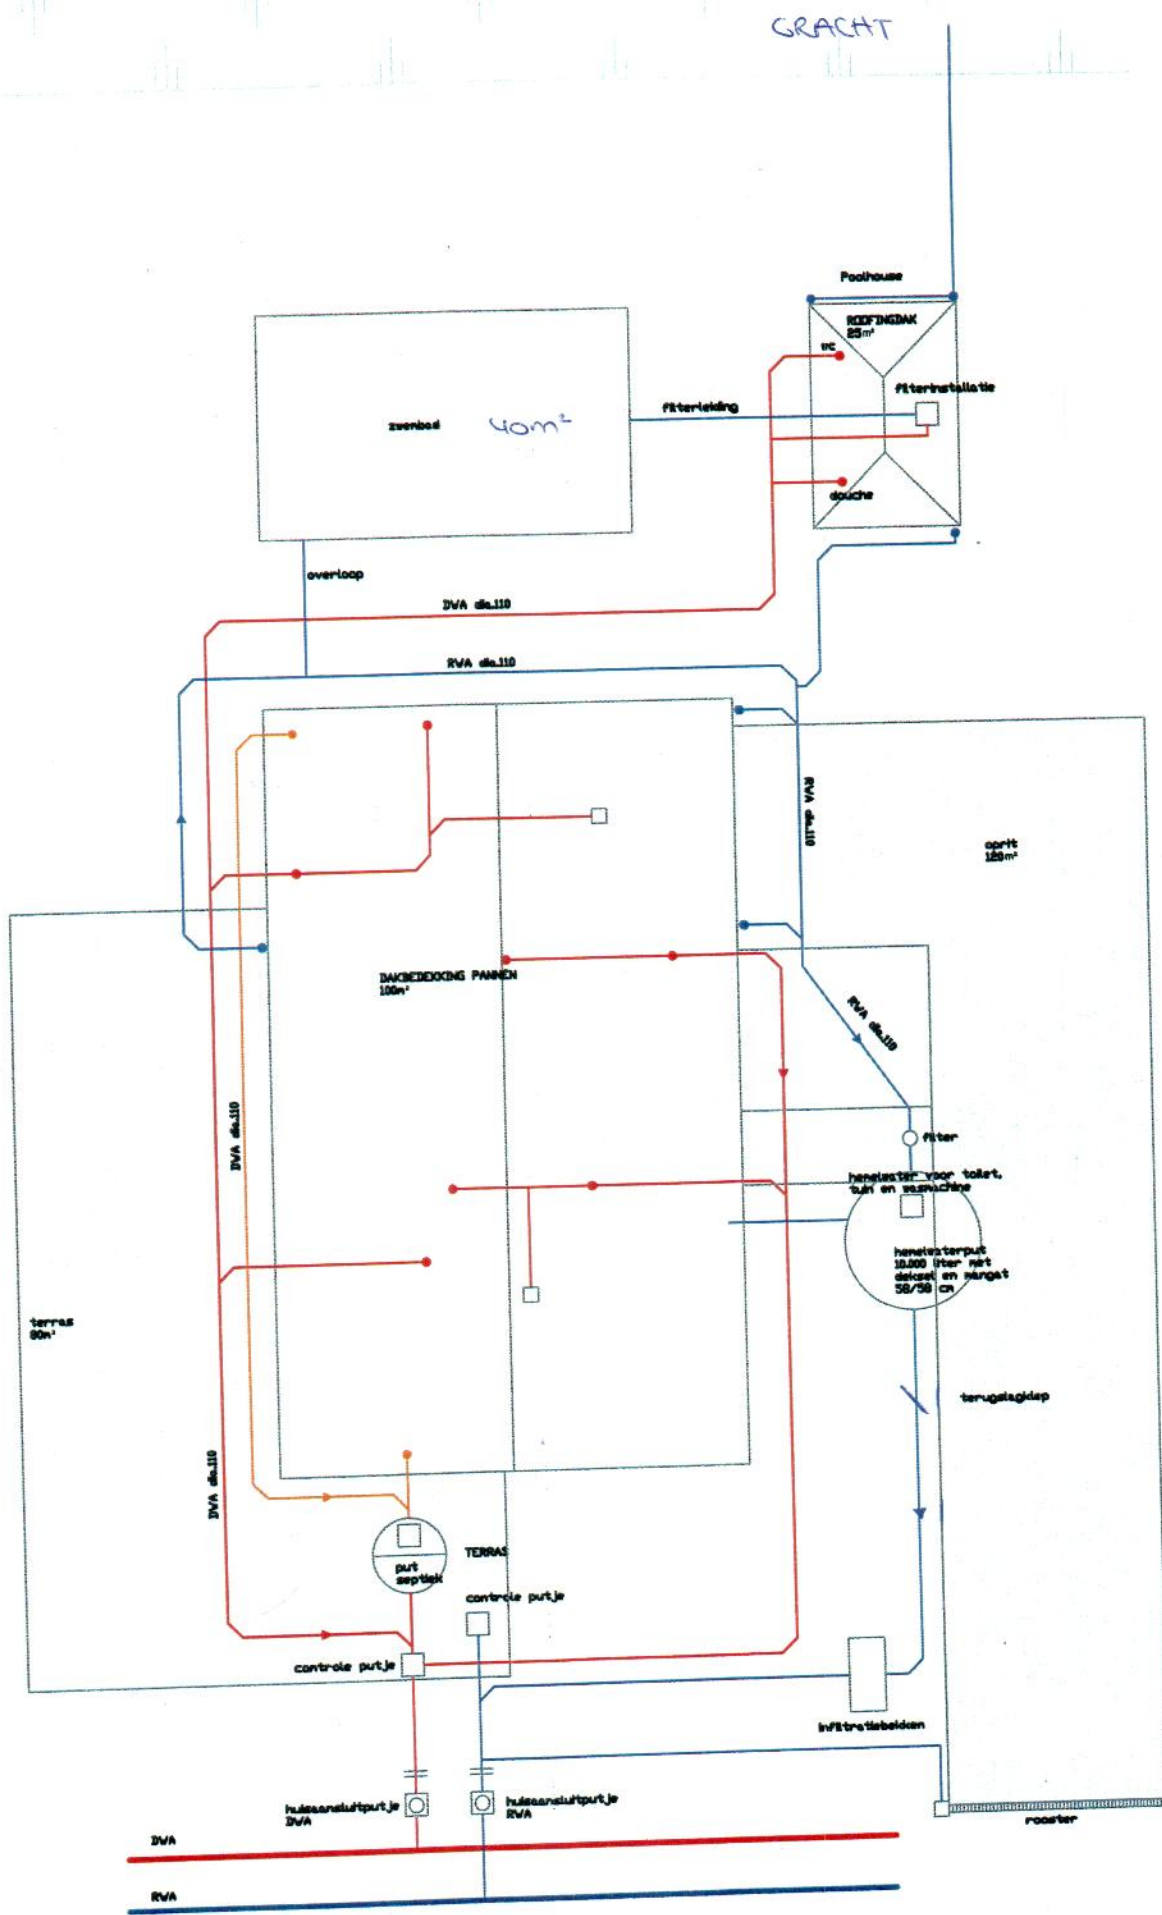 GRACHT
Poolhouse
ROOFINGDAK
25m²
wc
filterinstallatie
filterleiding
zwembad
40m²
douche
overloop
DWA dia.110
RWA dia.110
RWA dia.110
oprit
120m²
DAKBEDEKKING PANNEN
100m²
RWA dia.110
DWA dia.110
filter
hemelwater voor toilet,
tuin en wasmachine
hemelwaterput
10.000 liter met
deksel en mangat
58/58 cm
terras
80m²
terugslagklep
DWA dia.110
TERRAS
put
septiek
controle putje
controle putje
infiltratiebekken
huisaansluitputje
DWA
huisaansluitputje
RWA
rooster
DWA
RWA